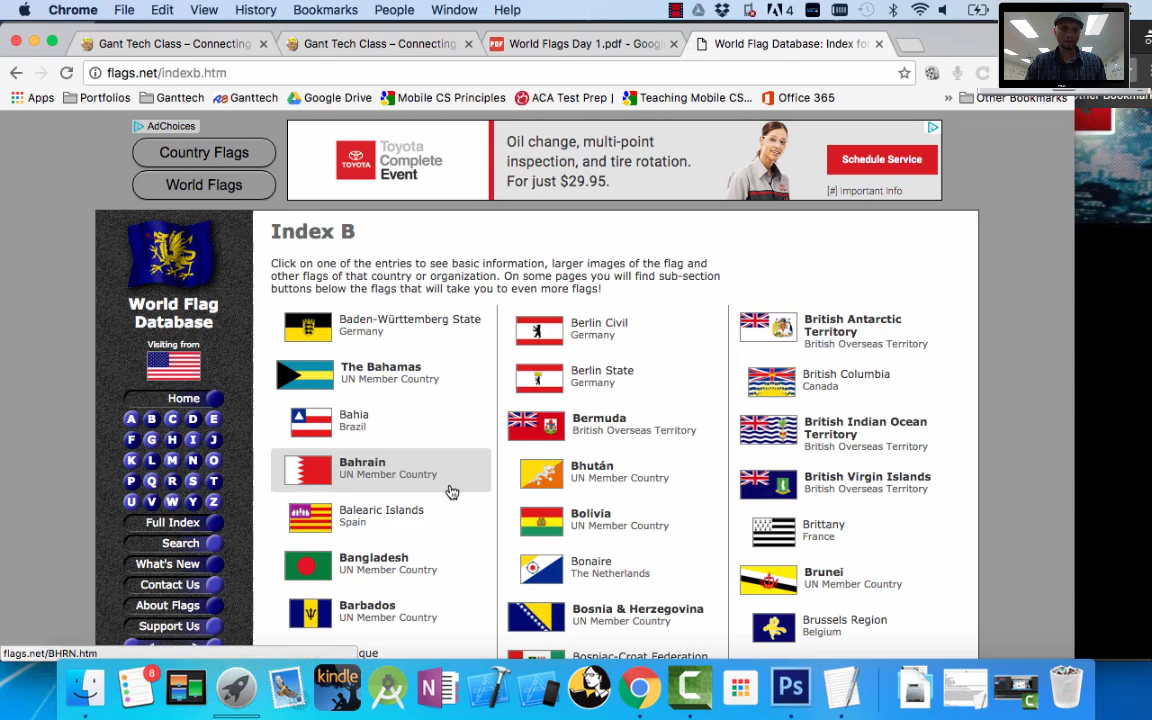 Chrome File Edit View History Bookmarks People Window Help 4
Gant Tech Class – Connecting × Gant Tech Class – Connecting × PDF World Flags Day 1.pdf - Goog × World Flag Database: Index for ×
flags.net/indexb.htm
Apps Portfolios Ganttech Ganttech Google Drive Mobile CS Principles ACA Test Prep | Teaching Mobile CS... Office 365 » Other Bookmarks
AdChoices
Country Flags
World Flags
TOYOTA
Toyota
Complete
Event
Oil change, multi-point
inspection, and tire rotation.
For just $29.95.
Schedule Service
[#] Important Info
World Flag
Database
Visiting from
Home
A B C D E
F G H I J
K L M N O
P Q R S T
U V W Y Z
Full Index
Search
What's New
Contact Us
About Flags
Support Us
Index B
Click on one of the entries to see basic information, larger images of the flag and
other flags of that country or organization. On some pages you will find sub-section
buttons below the flags that will take you to even more flags!
Baden-Württemberg State
Germany
The Bahamas
UN Member Country
Bahia
Brazil
Bahrain
UN Member Country
Balearic Islands
Spain
Bangladesh
UN Member Country
Barbados
UN Member Country
que
Berlin Civil
Germany
Berlin State
Germany
Bermuda
British Overseas Territory
Bhután
UN Member Country
Bolivia
UN Member Country
Bonaire
The Netherlands
Bosnia & Herzegovina
UN Member Country
Bosniac-Croat Federation
British Antarctic
Territory
British Overseas Territory
British Columbia
Canada
British Indian Ocean
Territory
British Overseas Territory
British Virgin Islands
British Overseas Territory
Brittany
France
Brunei
UN Member Country
Brussels Region
Belgium
flags.net/BHRN.htm
8
kindle
N
C
Ps